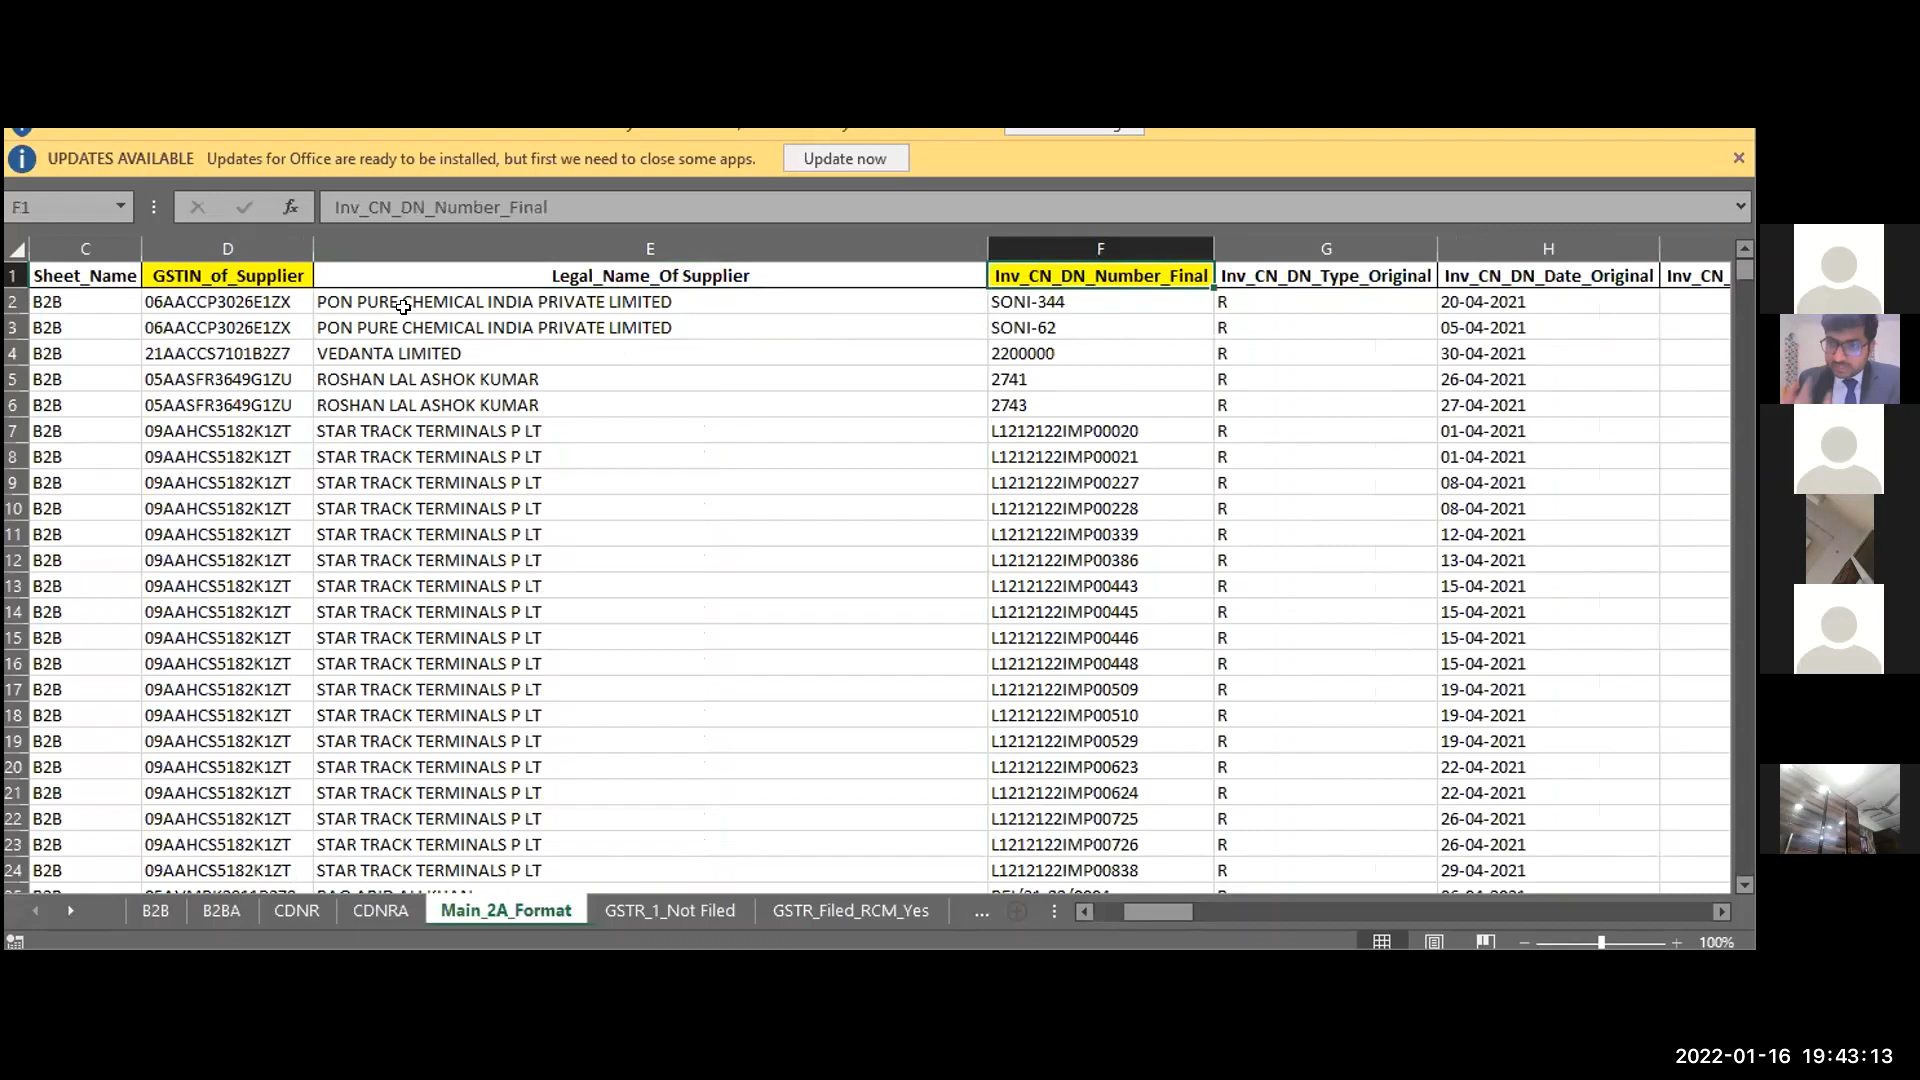 UPDATES AVAILABLE Updates for Office are ready to be installed, but first we need to close some apps. Update now
F1 fx Inv_CN_DN_Number_Final
C D E F G H
1 Sheet_Name GSTIN_of_Supplier Legal_Name_Of Supplier Inv_CN_DN_Number_Final Inv_CN_DN_Type_Original Inv_CN_DN_Date_Original Inv_CN_
2 B2B 06AACCP3026E1ZX PON PURE CHEMICAL INDIA PRIVATE LIMITED SONI-344 R 20-04-2021
3 B2B 06AACCP3026E1ZX PON PURE CHEMICAL INDIA PRIVATE LIMITED SONI-62 R 05-04-2021
4 B2B 21AACCS7101B2Z7 VEDANTA LIMITED 2200000 R 30-04-2021
5 B2B 05AASFR3649G1ZU ROSHAN LAL ASHOK KUMAR 2741 R 26-04-2021
6 B2B 05AASFR3649G1ZU ROSHAN LAL ASHOK KUMAR 2743 R 27-04-2021
7 B2B 09AAHCS5182K1ZT STAR TRACK TERMINALS P LT L1212122IMP00020 R 01-04-2021
8 B2B 09AAHCS5182K1ZT STAR TRACK TERMINALS P LT L1212122IMP00021 R 01-04-2021
9 B2B 09AAHCS5182K1ZT STAR TRACK TERMINALS P LT L1212122IMP00227 R 08-04-2021
10 B2B 09AAHCS5182K1ZT STAR TRACK TERMINALS P LT L1212122IMP00228 R 08-04-2021
11 B2B 09AAHCS5182K1ZT STAR TRACK TERMINALS P LT L1212122IMP00339 R 12-04-2021
12 B2B 09AAHCS5182K1ZT STAR TRACK TERMINALS P LT L1212122IMP00386 R 13-04-2021
13 B2B 09AAHCS5182K1ZT STAR TRACK TERMINALS P LT L1212122IMP00443 R 15-04-2021
14 B2B 09AAHCS5182K1ZT STAR TRACK TERMINALS P LT L1212122IMP00445 R 15-04-2021
15 B2B 09AAHCS5182K1ZT STAR TRACK TERMINALS P LT L1212122IMP00446 R 15-04-2021
16 B2B 09AAHCS5182K1ZT STAR TRACK TERMINALS P LT L1212122IMP00448 R 15-04-2021
17 B2B 09AAHCS5182K1ZT STAR TRACK TERMINALS P LT L1212122IMP00509 R 19-04-2021
18 B2B 09AAHCS5182K1ZT STAR TRACK TERMINALS P LT L1212122IMP00510 R 19-04-2021
19 B2B 09AAHCS5182K1ZT STAR TRACK TERMINALS P LT L1212122IMP00529 R 19-04-2021
20 B2B 09AAHCS5182K1ZT STAR TRACK TERMINALS P LT L1212122IMP00623 R 22-04-2021
21 B2B 09AAHCS5182K1ZT STAR TRACK TERMINALS P LT L1212122IMP00624 R 22-04-2021
22 B2B 09AAHCS5182K1ZT STAR TRACK TERMINALS P LT L1212122IMP00725 R 26-04-2021
23 B2B 09AAHCS5182K1ZT STAR TRACK TERMINALS P LT L1212122IMP00726 R 26-04-2021
24 B2B 09AAHCS5182K1ZT STAR TRACK TERMINALS P LT L1212122IMP00838 R 29-04-2021
B2B B2BA CDNR CDNRA Main_2A_Format GSTR_1_Not Filed GSTR_Filed_RCM_Yes ...
100%
2022-01-16 19:43:13